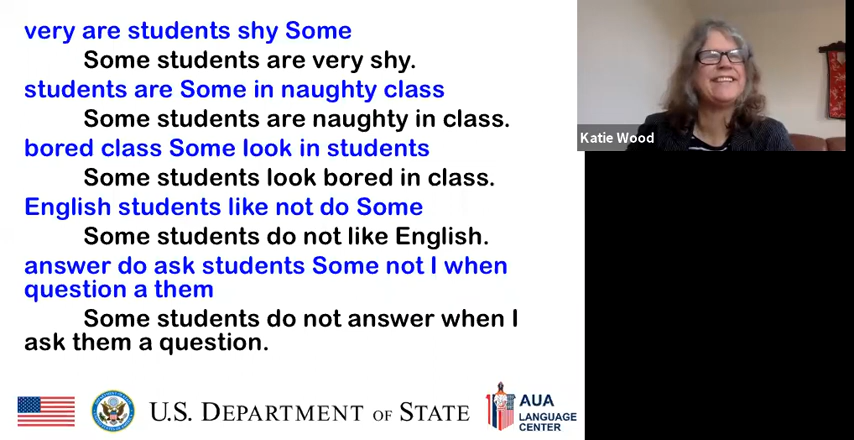 very are students shy Some
Some students are very shy.
students are Some in naughty class
Some students are naughty in class.
bored class Some look in students
Some students look bored in class.
English students like not do Some
Some students do not like English.
answer do ask students Some not I when
question a them
Some students do not answer when I
ask them a question.
U.S. DEPARTMENT OF STATE
AUA
LANGUAGE
CENTER
Katie Wood